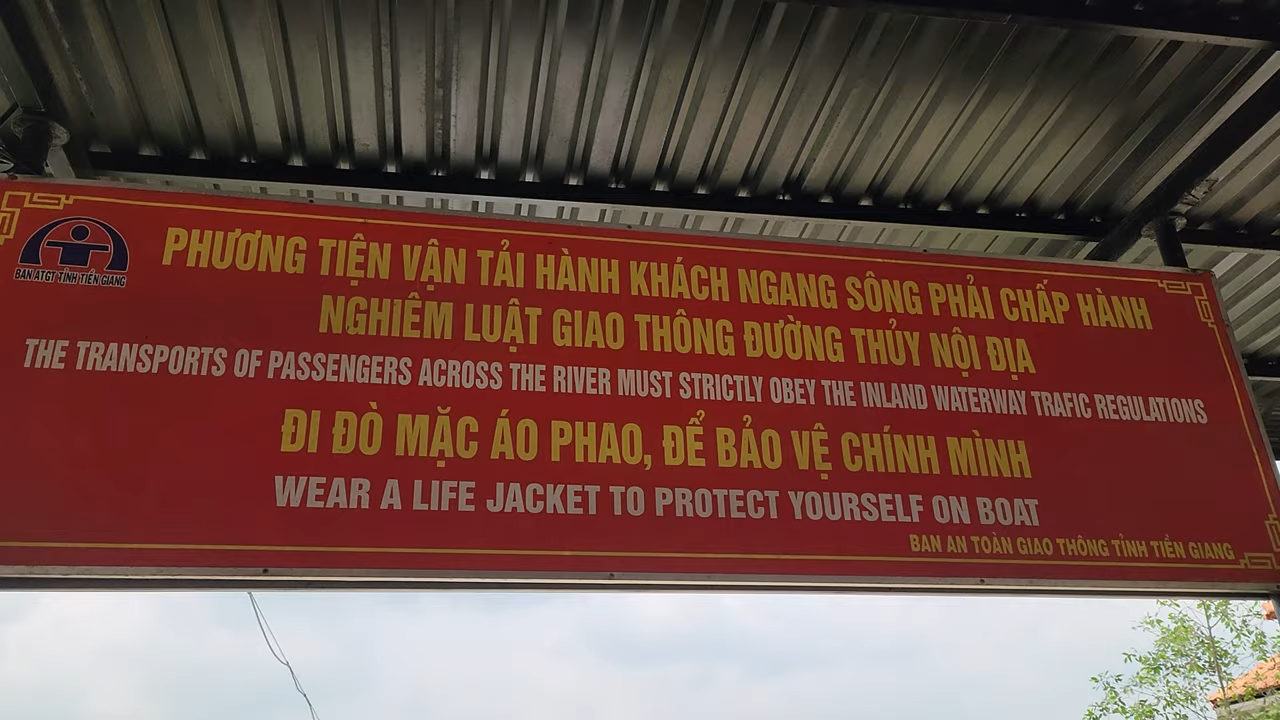 BAN ATGT TỈNH TIỀN GIANG
PHƯƠNG TIỆN VẬN TẢI HÀNH KHÁCH NGANG SÔNG PHẢI CHẤP HÀNH
NGHIÊM LUẬT GIAO THÔNG ĐƯỜNG THỦY NỘI ĐỊA
THE TRANSPORTS OF PASSENGERS ACROSS THE RIVER MUST STRICTLY OBEY THE INLAND WATERWAY TRAFIC REGULATIONS
ĐI ĐÒ MẶC ÁO PHAO, ĐỂ BẢO VỆ CHÍNH MÌNH
WEAR A LIFE JACKET TO PROTECT YOURSELF ON BOAT
BAN AN TOÀN GIAO THÔNG TỈNH TIỀN GIANG